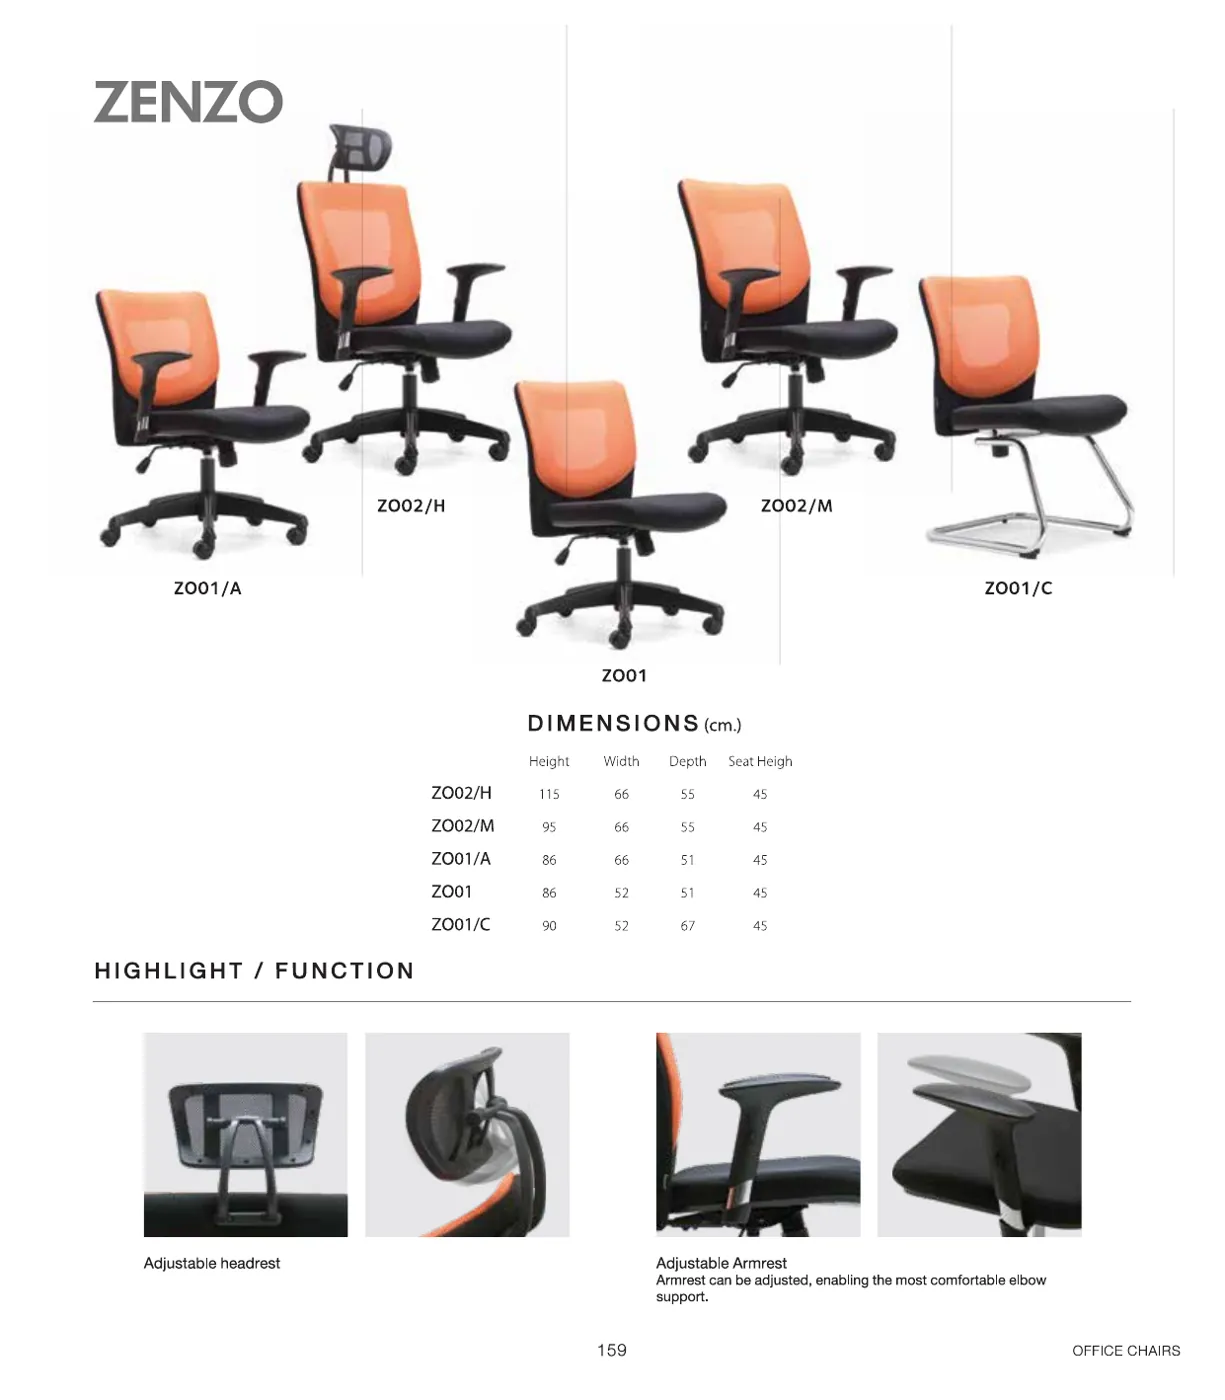 ZENZO
ZO02/H
ZO02/M
ZO01/A
ZO01/C
ZO01
DIMENSIONS (cm.)
Height Width Depth Seat Heigh
ZO02/H 115 66 55 45
ZO02/M 95 66 55 45
ZO01/A 86 66 51 45
ZO01 86 52 51 45
ZO01/C 90 52 67 45
HIGHLIGHT / FUNCTION
Adjustable headrest
Adjustable Armrest
Armrest can be adjusted, enabling the most comfortable elbow
support.
159
OFFICE CHAIRS